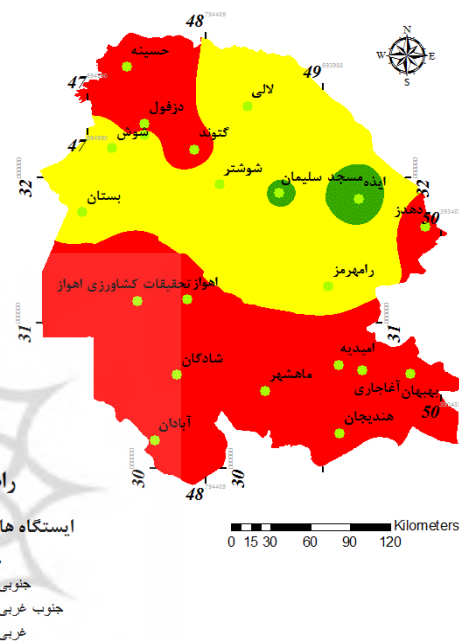 48
N
W E
S
حسینه
49
47
لالی
دزفول
47
شوش
گتوند
32
شوشتر
مسجد سلیمان
ایذه
32
بستان
دهدز
50
رامهرمز
تحقیقات کشاورزی اهواز
اهواز
31
31
امیدیه
شادگان
ماهشهر
آغاجاری
بهبهان
50
آبادان
هندیجان
30
30
48
را
ایستگاه ها
جنوبی
جنوب غربی
غربی
Kilometers
0 15 30 60 90 120